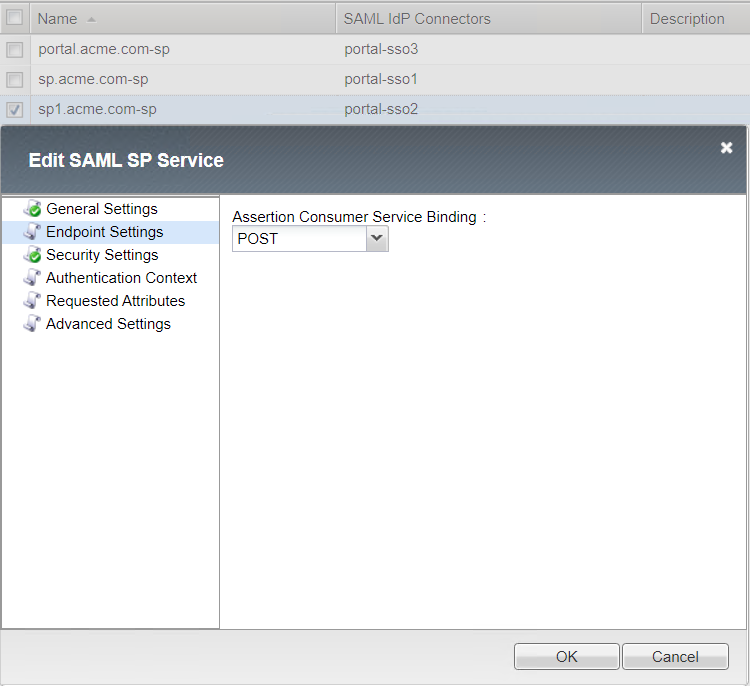 Name SAML IdP Connectors Description
portal.acme.com-sp portal-sso3
sp.acme.com-sp portal-sso1
sp1.acme.com-sp portal-sso2
Edit SAML SP Service
General Settings
Endpoint Settings
Security Settings
Authentication Context
Requested Attributes
Advanced Settings
Assertion Consumer Service Binding :
POST
OK Cancel